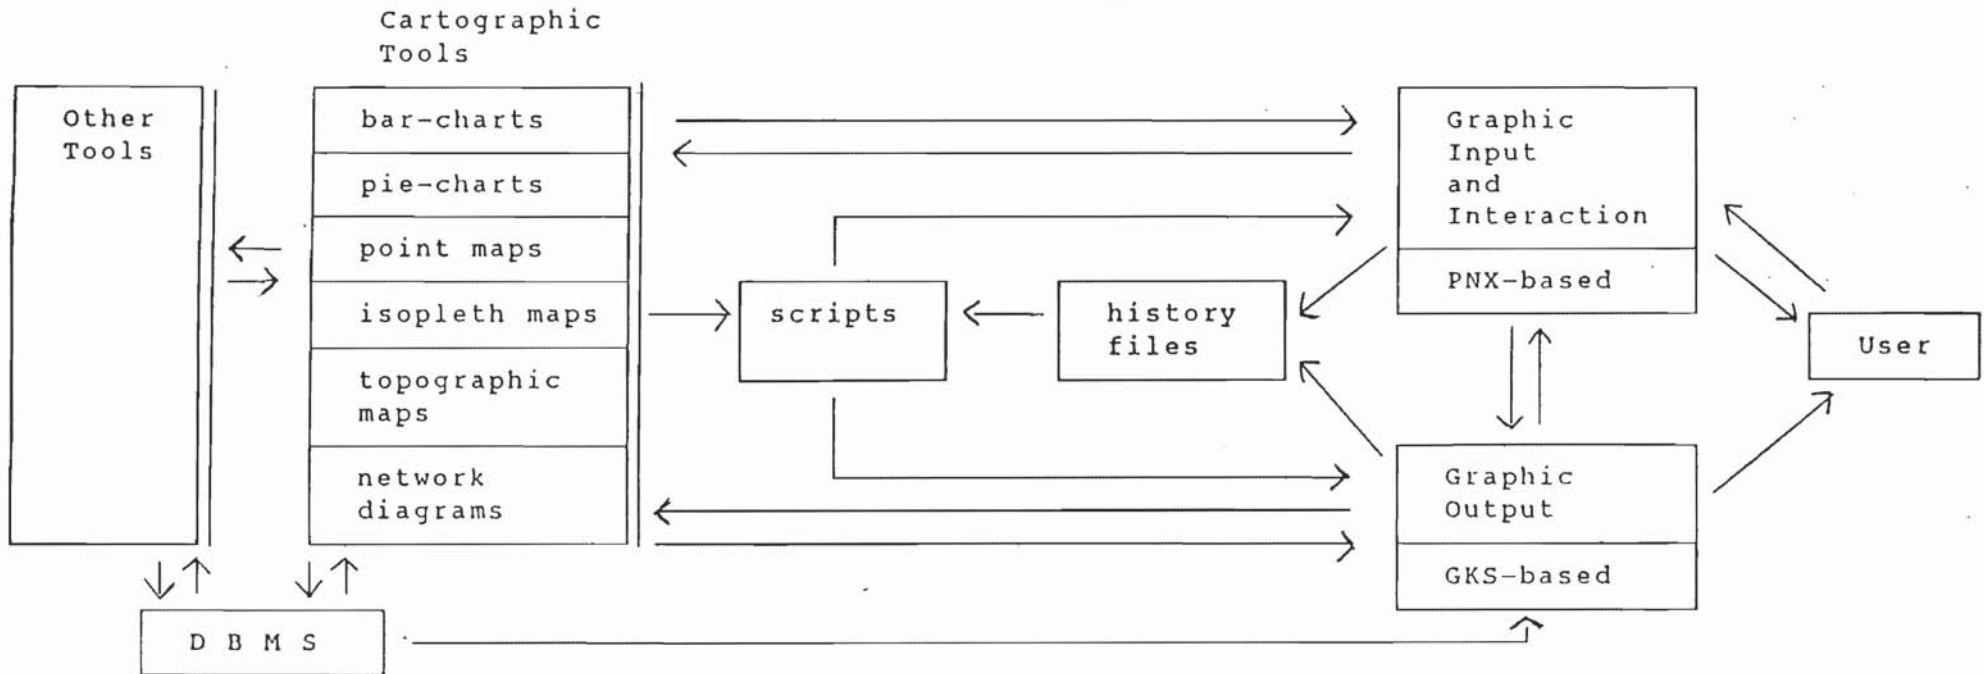 Cartographic
Tools
Other
Tools
bar-charts
pie-charts
point maps
isopleth maps
topographic
maps
network
diagrams
scripts
history
files
Graphic
Input
and
Interaction
PNX-based
User
Graphic
Output
GKS-based
D B M S